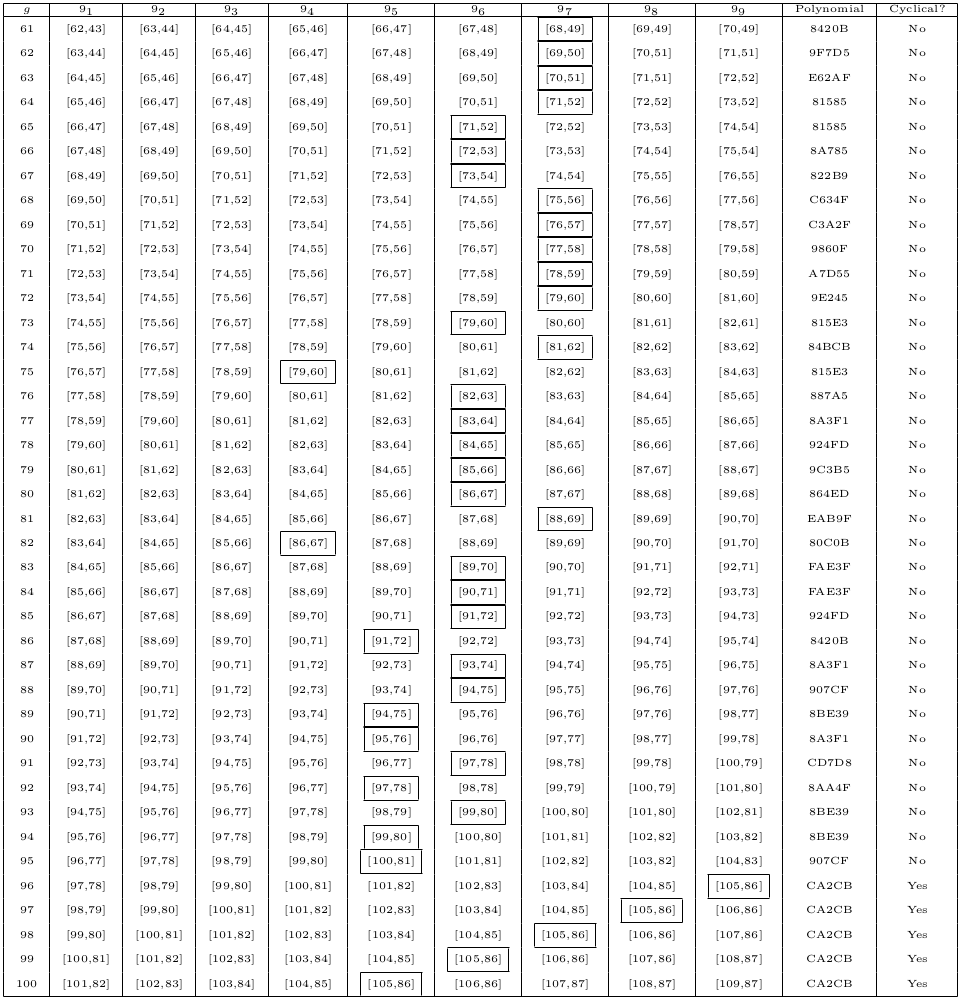 g 9₁ 9₂ 9₃ 9₄ 9₅ 9₆ 9₇ 9₈ 9₉ Polynomial Cyclical?
61 [62,43] [63,44] [64,45] [65,46] [66,47] [67,48] [68,49] [69,49] [70,49] 8420B No
62 [63,44] [64,45] [65,46] [66,47] [67,48] [68,49] [69,50] [70,51] [71,51] 9F7D5 No
63 [64,45] [65,46] [66,47] [67,48] [68,49] [69,50] [70,51] [71,51] [72,52] E62AF No
64 [65,46] [66,47] [67,48] [68,49] [69,50] [70,51] [71,52] [72,52] [73,52] 81585 No
65 [66,47] [67,48] [68,49] [69,50] [70,51] [71,52] [72,52] [73,53] [74,54] 81585 No
66 [67,48] [68,49] [69,50] [70,51] [71,52] [72,53] [73,53] [74,54] [75,54] 8A785 No
67 [68,49] [69,50] [70,51] [71,52] [72,53] [73,54] [74,54] [75,55] [76,55] 822B9 No
68 [69,50] [70,51] [71,52] [72,53] [73,54] [74,55] [75,56] [76,56] [77,56] C634F No
69 [70,51] [71,52] [72,53] [73,54] [74,55] [75,56] [76,57] [77,57] [78,57] C3A2F No
70 [71,52] [72,53] [73,54] [74,55] [75,56] [76,57] [77,58] [78,58] [79,58] 9860F No
71 [72,53] [73,54] [74,55] [75,56] [76,57] [77,58] [78,59] [79,59] [80,59] A7D55 No
72 [73,54] [74,55] [75,56] [76,57] [77,58] [78,59] [79,60] [80,60] [81,60] 9E245 No
73 [74,55] [75,56] [76,57] [77,58] [78,59] [79,60] [80,60] [81,61] [82,61] 815E3 No
74 [75,56] [76,57] [77,58] [78,59] [79,60] [80,61] [81,62] [82,62] [83,62] 84BCB No
75 [76,57] [77,58] [78,59] [79,60] [80,61] [81,62] [82,62] [83,63] [84,63] 815E3 No
76 [77,58] [78,59] [79,60] [80,61] [81,62] [82,63] [83,63] [84,64] [85,65] 887A5 No
77 [78,59] [79,60] [80,61] [81,62] [82,63] [83,64] [84,64] [85,65] [86,65] 8A3F1 No
78 [79,60] [80,61] [81,62] [82,63] [83,64] [84,65] [85,65] [86,66] [87,66] 924FD No
79 [80,61] [81,62] [82,63] [83,64] [84,65] [85,66] [86,66] [87,67] [88,67] 9C3B5 No
80 [81,62] [82,63] [83,64] [84,65] [85,66] [86,67] [87,67] [88,68] [89,68] 864ED No
81 [82,63] [83,64] [84,65] [85,66] [86,67] [87,68] [88,69] [89,69] [90,70] EAB9F No
82 [83,64] [84,65] [85,66] [86,67] [87,68] [88,69] [89,69] [90,70] [91,70] 80C0B No
83 [84,65] [85,66] [86,67] [87,68] [88,69] [89,70] [90,70] [91,71] [92,71] FAE3F No
84 [85,66] [86,67] [87,68] [88,69] [89,70] [90,71] [91,71] [92,72] [93,73] FAE3F No
85 [86,67] [87,68] [88,69] [89,70] [90,71] [91,72] [92,72] [93,73] [94,73] 924FD No
86 [87,68] [88,69] [89,70] [90,71] [91,72] [92,72] [93,73] [94,74] [95,74] 8420B No
87 [88,69] [89,70] [90,71] [91,72] [92,73] [93,74] [94,74] [95,75] [96,75] 8A3F1 No
88 [89,70] [90,71] [91,72] [92,73] [93,74] [94,75] [95,75] [96,76] [97,76] 907CF No
89 [90,71] [91,72] [92,73] [93,74] [94,75] [95,76] [96,76] [97,76] [98,77] 8BE39 No
90 [91,72] [92,73] [93,74] [94,75] [95,76] [96,76] [97,77] [98,77] [99,78] 8A3F1 No
91 [92,73] [93,74] [94,75] [95,76] [96,77] [97,78] [98,78] [99,78] [100,79] CD7D8 No
92 [93,74] [94,75] [95,76] [96,77] [97,78] [98,78] [99,79] [100,79] [101,80] 8AA4F No
93 [94,75] [95,76] [96,77] [97,78] [98,79] [99,80] [100,80] [101,80] [102,81] 8BE39 No
94 [95,76] [96,77] [97,78] [98,79] [99,80] [100,80] [101,81] [102,82] [103,82] 8BE39 No
95 [96,77] [97,78] [98,79] [99,80] [100,81] [101,81] [102,82] [103,82] [104,83] 907CF No
96 [97,78] [98,79] [99,80] [100,81] [101,82] [102,83] [103,84] [104,85] [105,86] CA2CB Yes
97 [98,79] [99,80] [100,81] [101,82] [102,83] [103,84] [104,85] [105,86] [106,86] CA2CB Yes
98 [99,80] [100,81] [101,82] [102,83] [103,84] [104,85] [105,86] [106,86] [107,86] CA2CB Yes
99 [100,81] [101,82] [102,83] [103,84] [104,85] [105,86] [106,86] [107,86] [108,87] CA2CB Yes
100 [101,82] [102,83] [103,84] [104,85] [105,86] [106,86] [107,87] [108,87] [109,87] CA2CB Yes